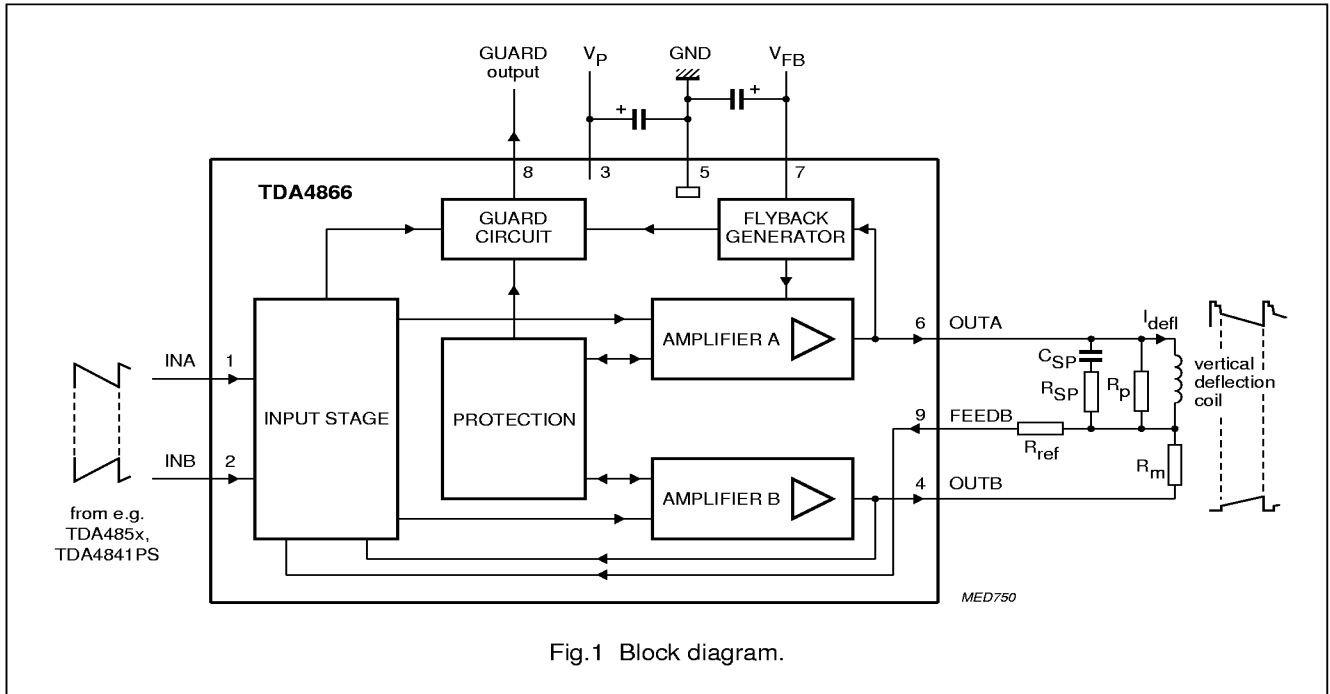 GUARD
output
V_P
GND
V_FB
+
+
8
3
5
7
TDA4866
GUARD
CIRCUIT
FLYBACK
GENERATOR
INA
1
INB
2
from e.g.
TDA485x,
TDA4841PS
INPUT STAGE
PROTECTION
AMPLIFIER A
AMPLIFIER B
6
OUTA
9
FEEDB
4
OUTB
I_defl
C_SP
R_SP
R_p
R_ref
R_m
vertical
deflection
coil
MED750
Fig.1 Block diagram.